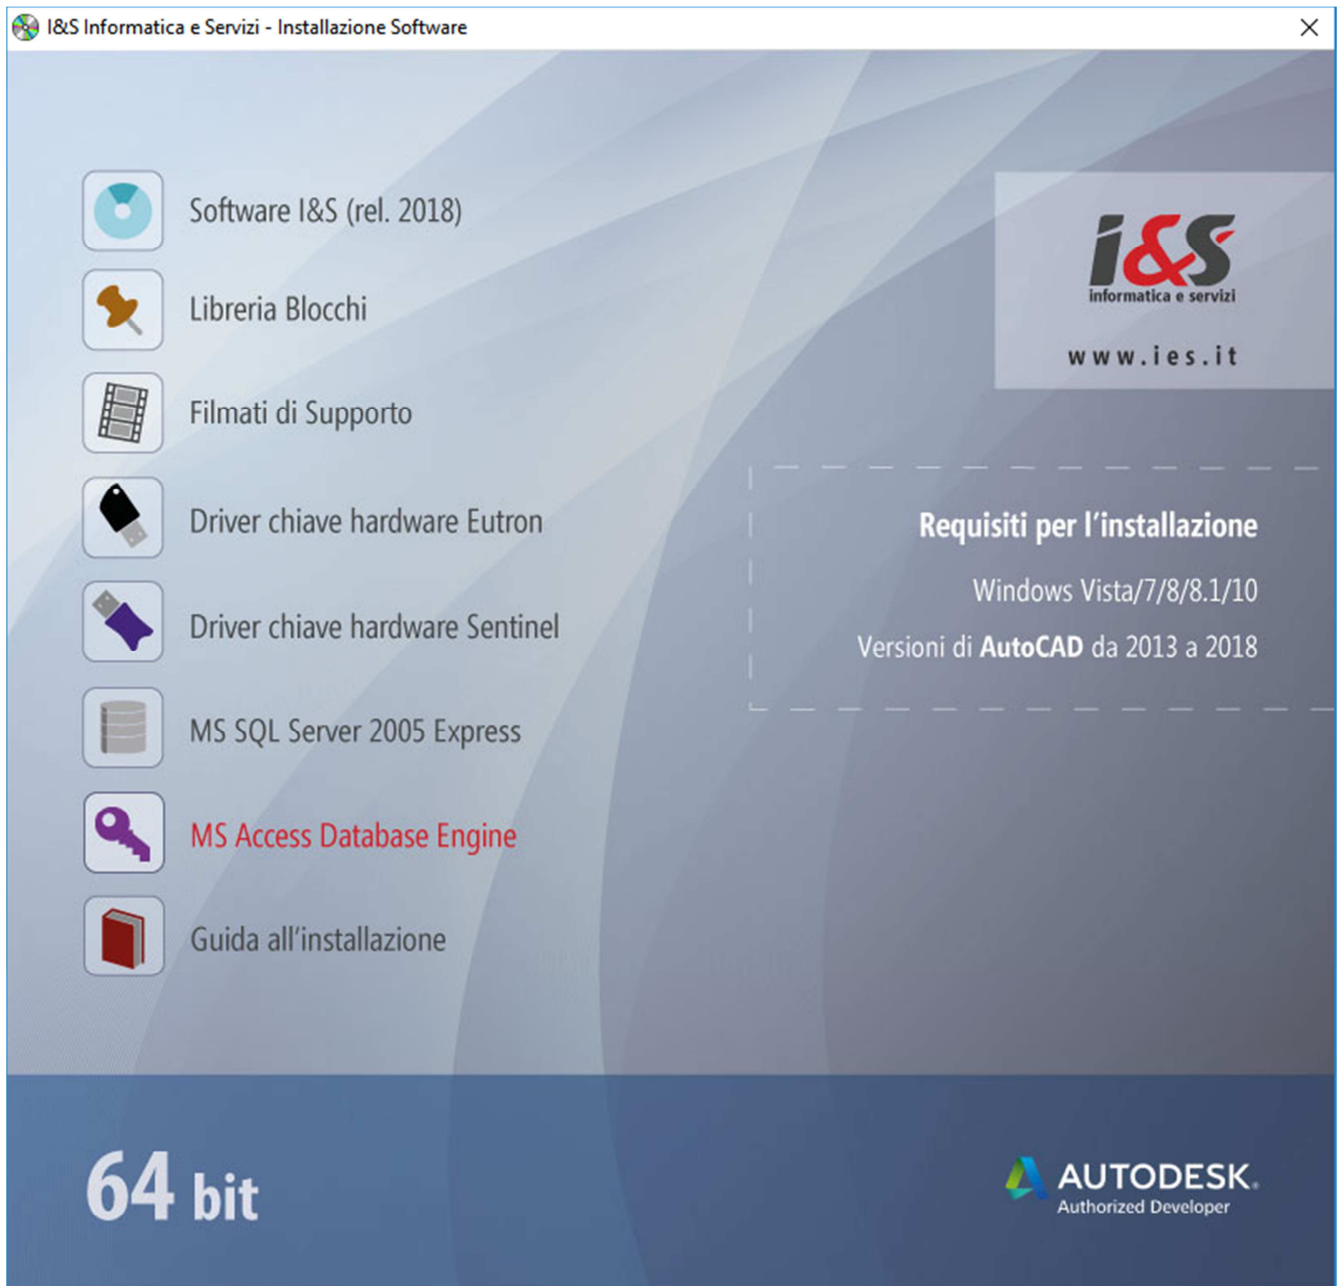 I&S Informatica e Servizi - Installazione Software
Software I&S (rel. 2018)
Libreria Blocchi
Filmati di Supporto
Driver chiave hardware Eutron
Driver chiave hardware Sentinel
MS SQL Server 2005 Express
MS Access Database Engine
Guida all'installazione
i&s
informatica e servizi
www.ies.it
Requisiti per l'installazione
Windows Vista/7/8/8.1/10
Versioni di AutoCAD da 2013 a 2018
64 bit
AUTODESK.
Authorized Developer